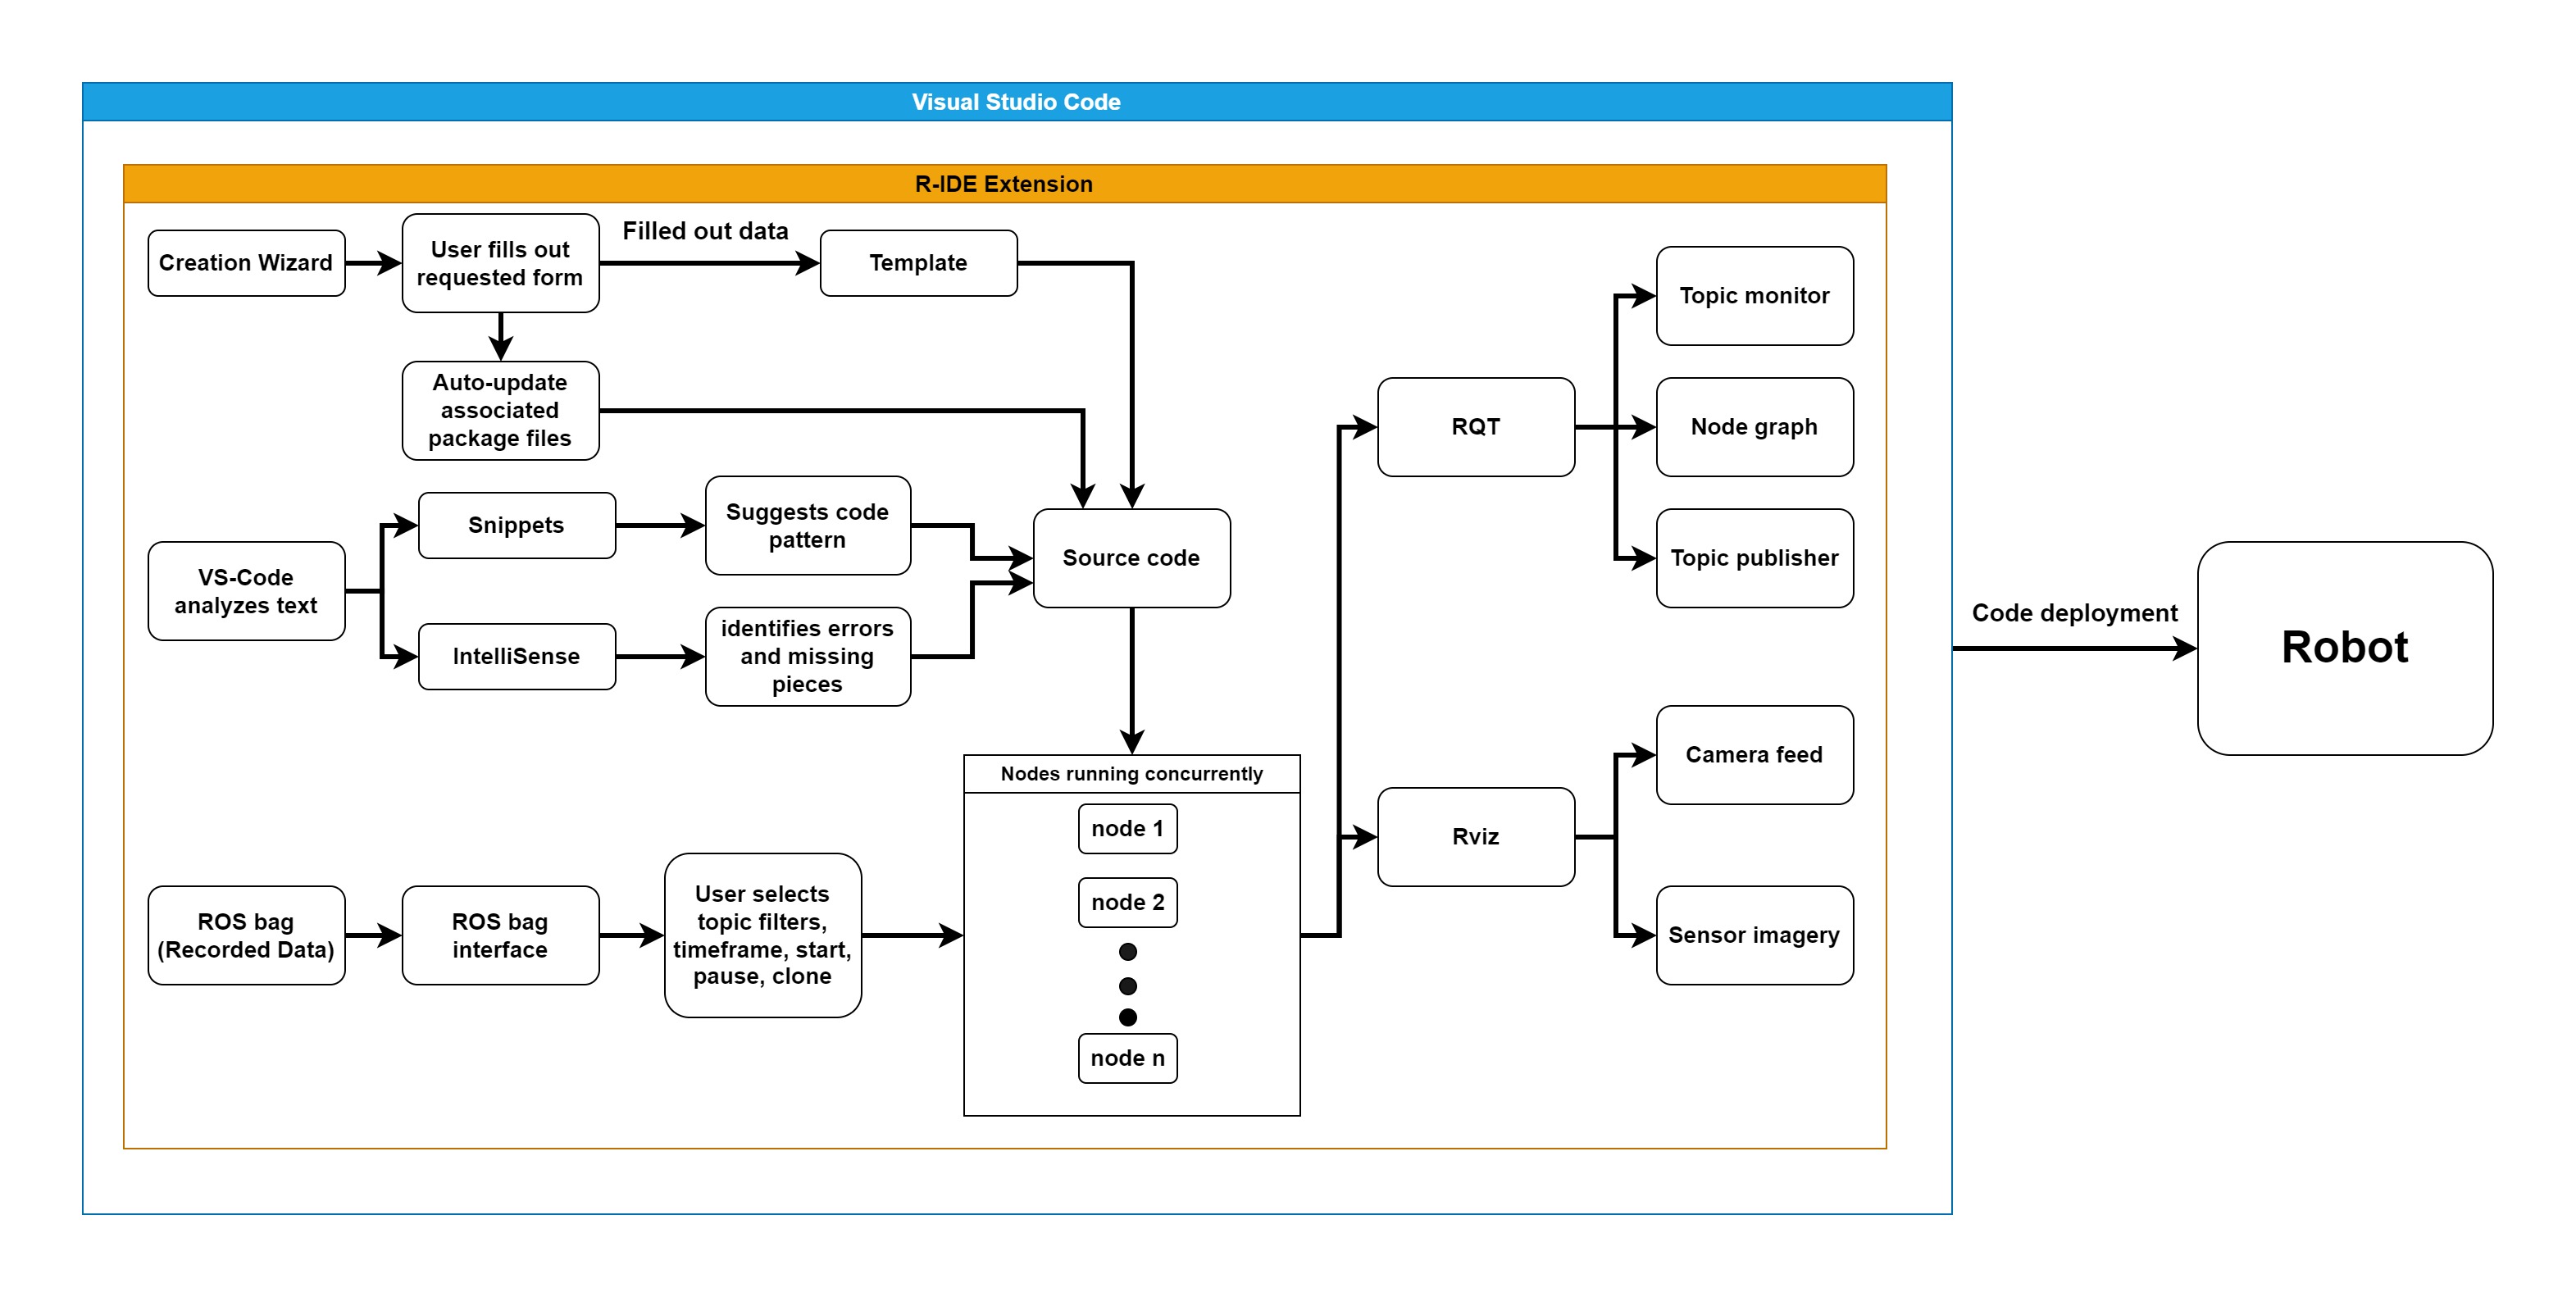 Visual Studio Code
R-IDE Extension
Creation Wizard
User fills out
requested form
Filled out data
Template
Auto-update
associated
package files
VS-Code
analyzes text
Snippets
Suggests code
pattern
IntelliSense
identifies errors
and missing
pieces
Source code
ROS bag
(Recorded Data)
ROS bag
interface
User selects
topic filters,
timeframe, start,
pause, clone
Nodes running concurrently
node 1
node 2
node n
RQT
Topic monitor
Node graph
Topic publisher
Rviz
Camera feed
Sensor imagery
Code deployment
Robot